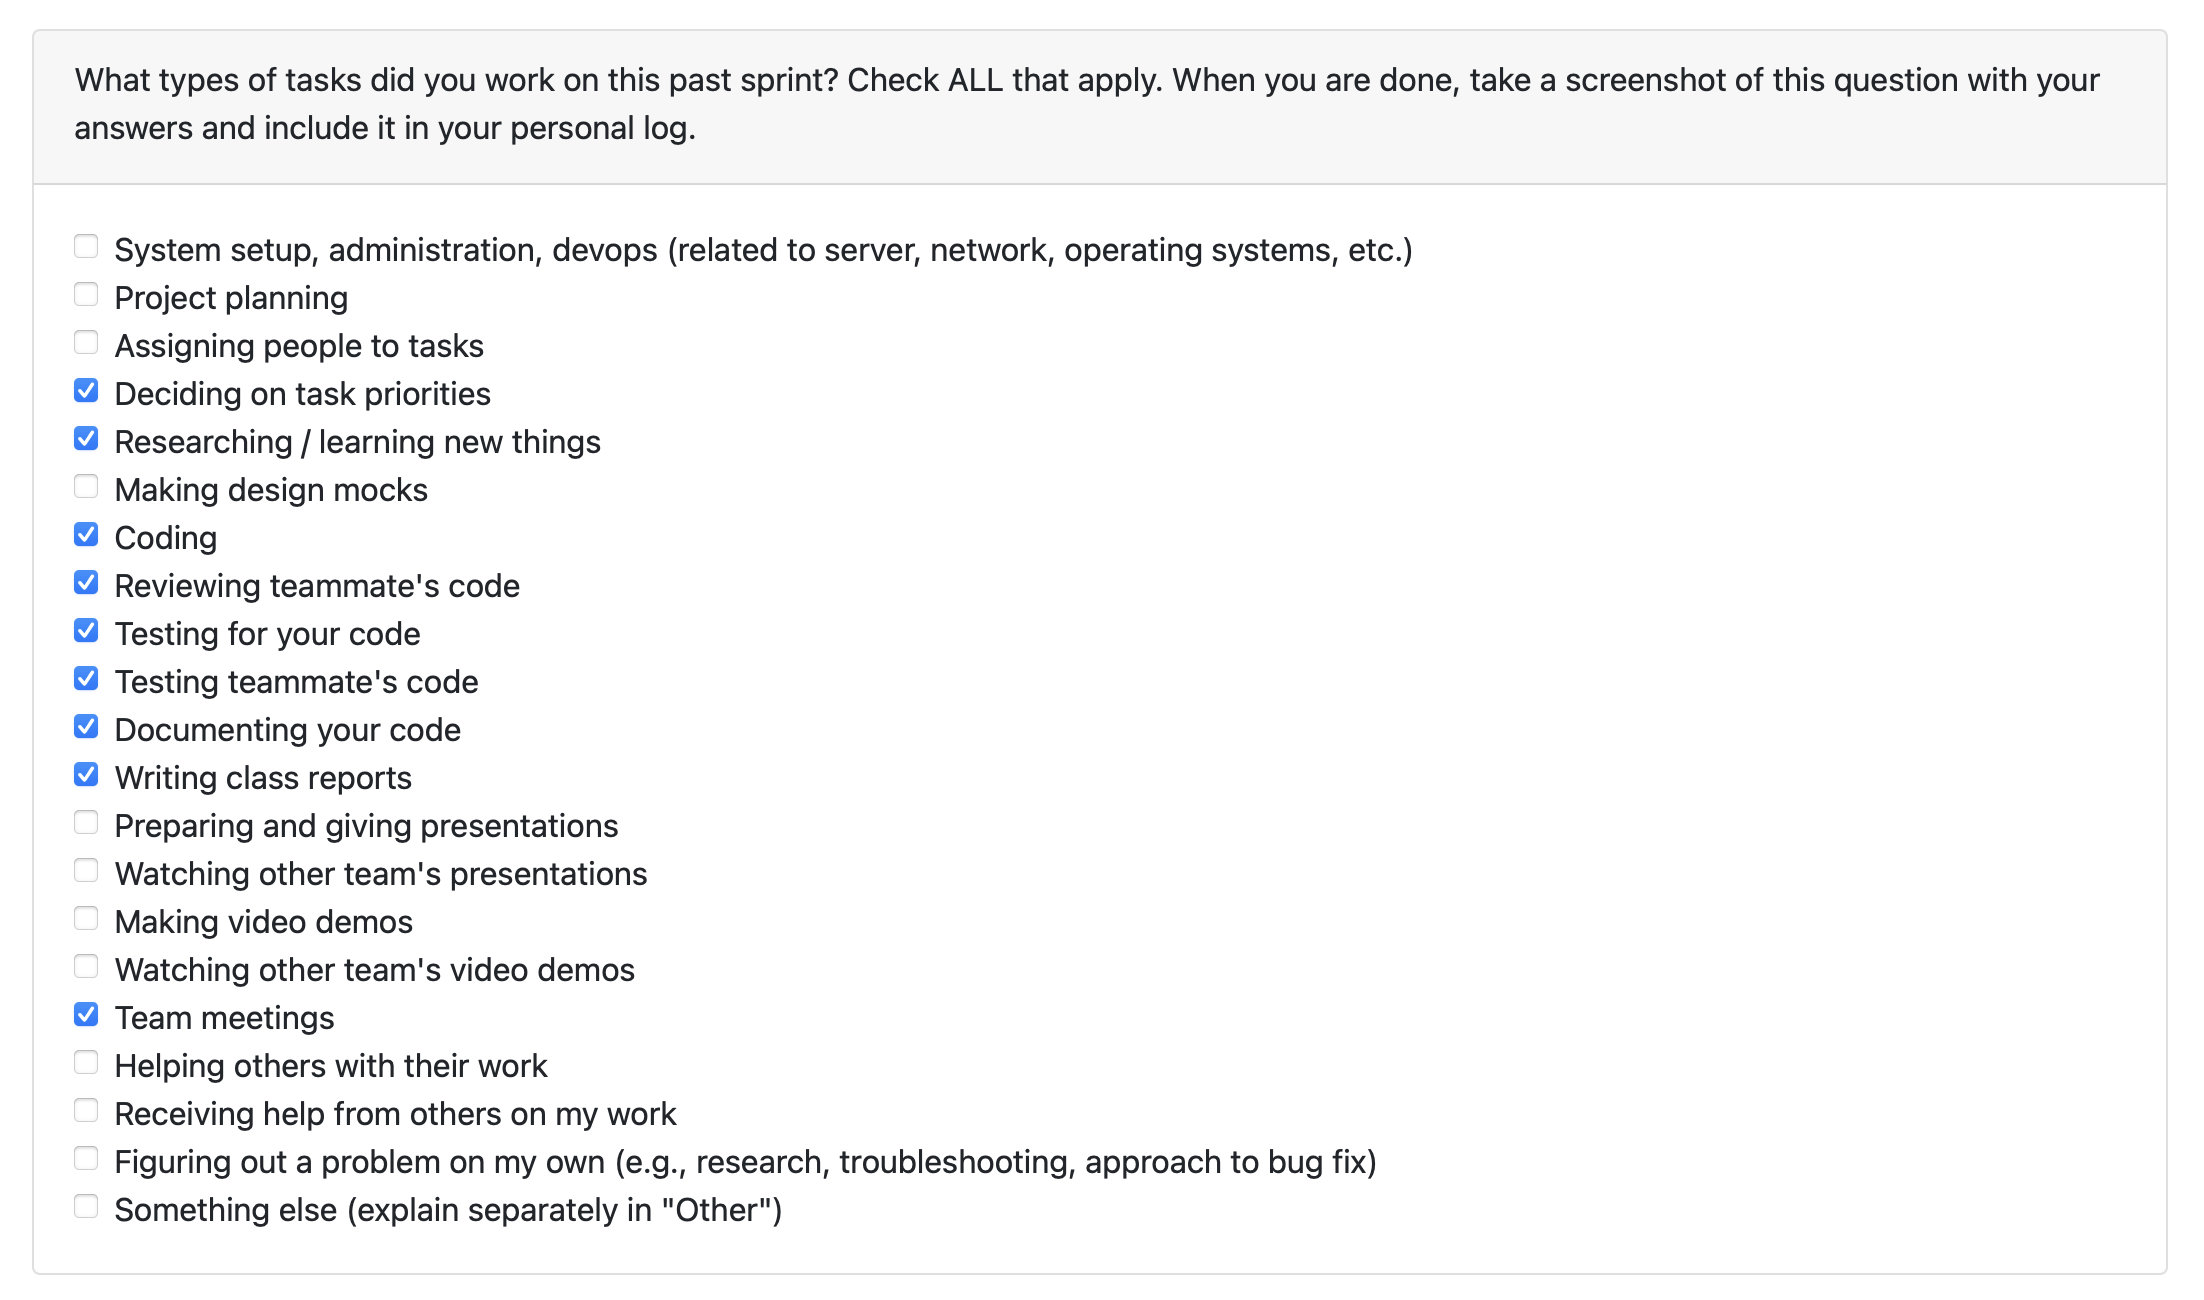 What types of tasks did you work on this past sprint? Check ALL that apply. When you are done, take a screenshot of this question with your
answers and include it in your personal log.
System setup, administration, devops (related to server, network, operating systems, etc.)
Project planning
Assigning people to tasks
Deciding on task priorities
Researching / learning new things
Making design mocks
Coding
Reviewing teammate's code
Testing for your code
Testing teammate's code
Documenting your code
Writing class reports
Preparing and giving presentations
Watching other team's presentations
Making video demos
Watching other team's video demos
Team meetings
Helping others with their work
Receiving help from others on my work
Figuring out a problem on my own (e.g., research, troubleshooting, approach to bug fix)
Something else (explain separately in "Other")